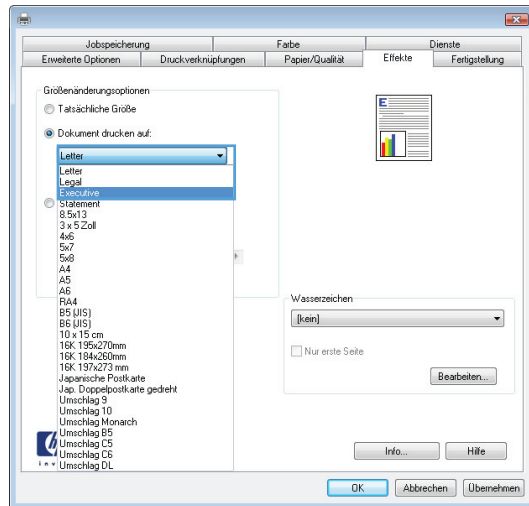 Jobspeicherung Farbe Dienste
Erweiterte Optionen Druckverknüpfungen Papier/Qualität Effekte Fertigstellung
Größenänderungsoptionen
Tatsächliche Größe
Dokument drucken auf:
Letter
Letter
Legal
Executive
Statement
8.5x13
3 x 5 Zoll
4x6
5x7
5x8
A4
A5
A6
RA4
B5 (JIS)
B6 (JIS)
10 x 15 cm
16K 195x270mm
16K 184x260mm
16K 197x273 mm
Japanische Postkarte
Jap. Doppelpostkarte gedreht
Umschlag 9
Umschlag 10
Umschlag Monarch
Umschlag B5
Umschlag C5
Umschlag C6
Umschlag DL
E
Wasserzeichen
[kein]
Nur erste Seite
Bearbeiten...
Info... Hilfe
OK Abbrechen Übernehmen